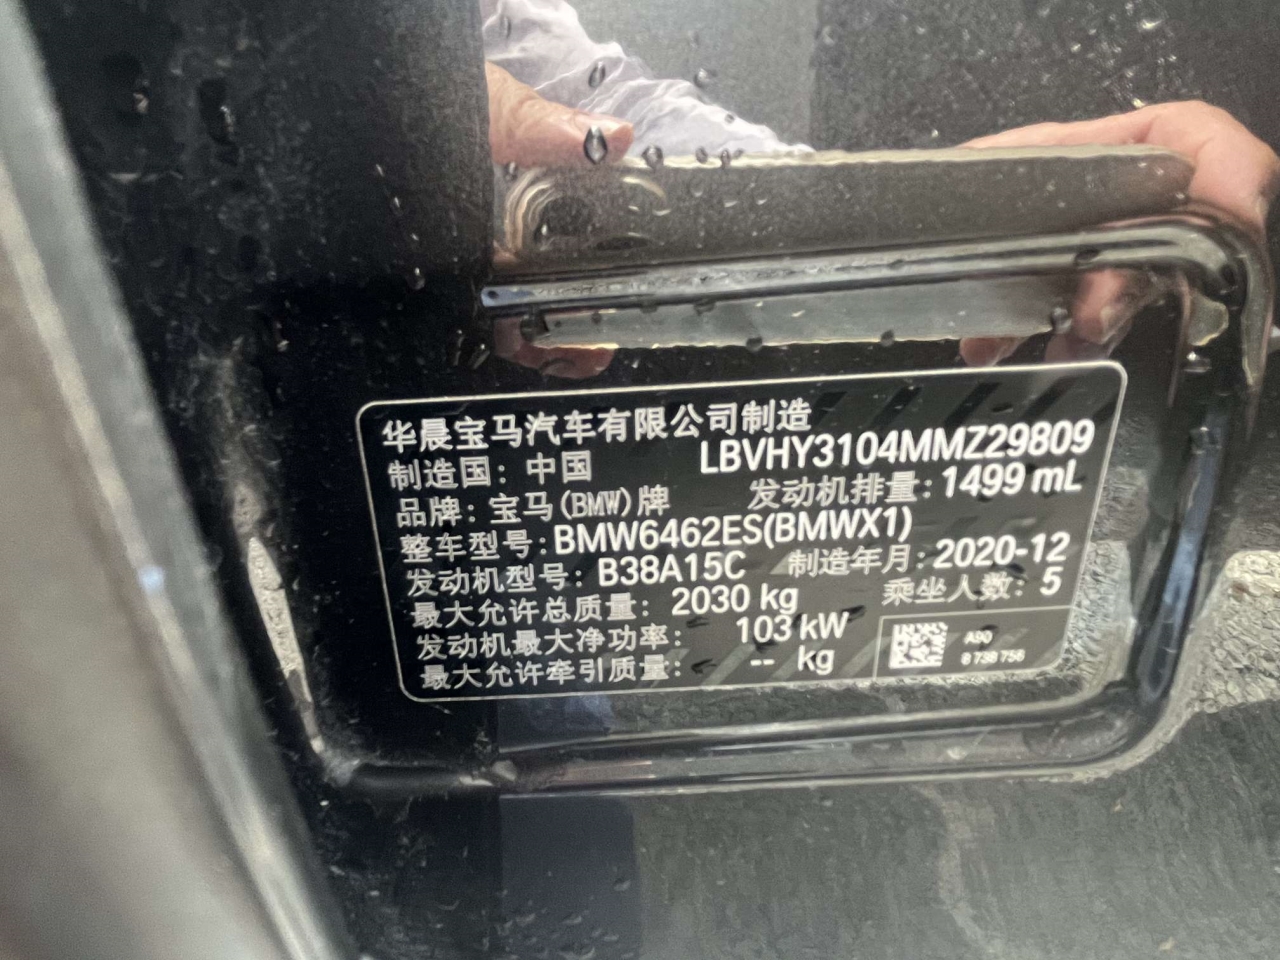 华晨宝马汽车有限公司制造
LBVHY3104MMZ29809
制造国：中国
品牌：宝马(BMW)牌 发动机排量：1499 mL
整车型号：BMW6462ES(BMWX1)
发动机型号：B38A15C 制造年月：2020-12
最大允许总质量：2030 kg 乘坐人数：5
发动机最大净功率：103 kW
最大允许牵引质量：-- kg
A90
8 738 756